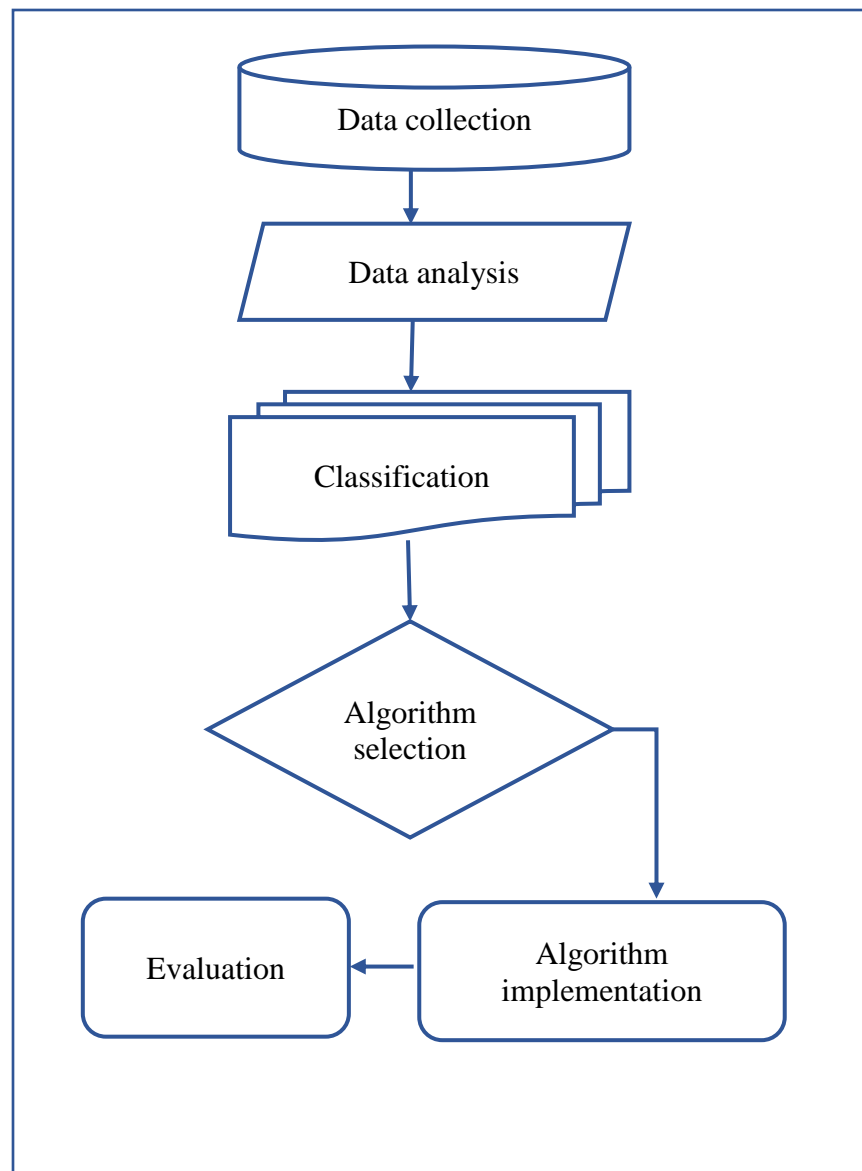 Data collection
Data analysis
Classification
Algorithm
selection
Algorithm
implementation
Evaluation